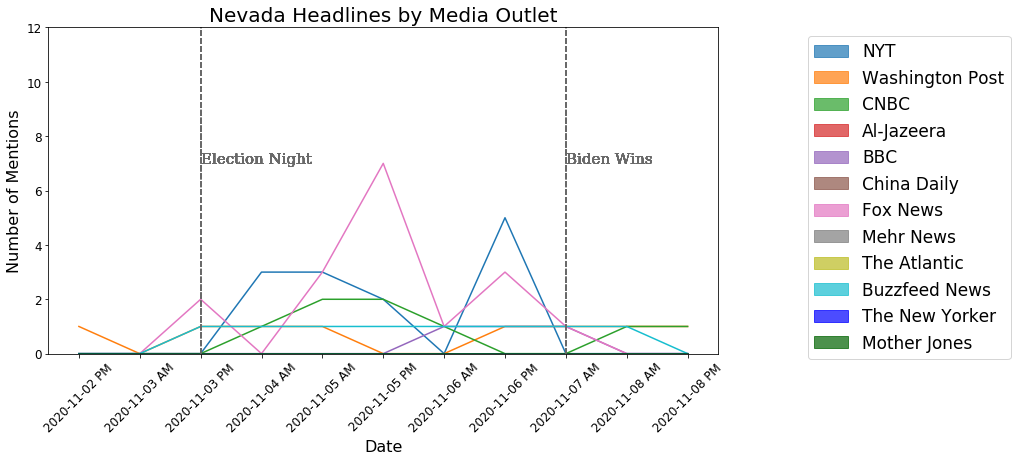 Nevada Headlines by Media Outlet
12
10
8
6
4
2
0
Number of Mentions
Election Night
Biden Wins
2020-11-02 PM
2020-11-03 AM
2020-11-03 PM
2020-11-04 AM
2020-11-05 AM
2020-11-05 PM
2020-11-06 AM
2020-11-06 PM
2020-11-07 AM
2020-11-08 AM
2020-11-08 PM
Date
NYT
Washington Post
CNBC
Al-Jazeera
BBC
China Daily
Fox News
Mehr News
The Atlantic
Buzzfeed News
The New Yorker
Mother Jones